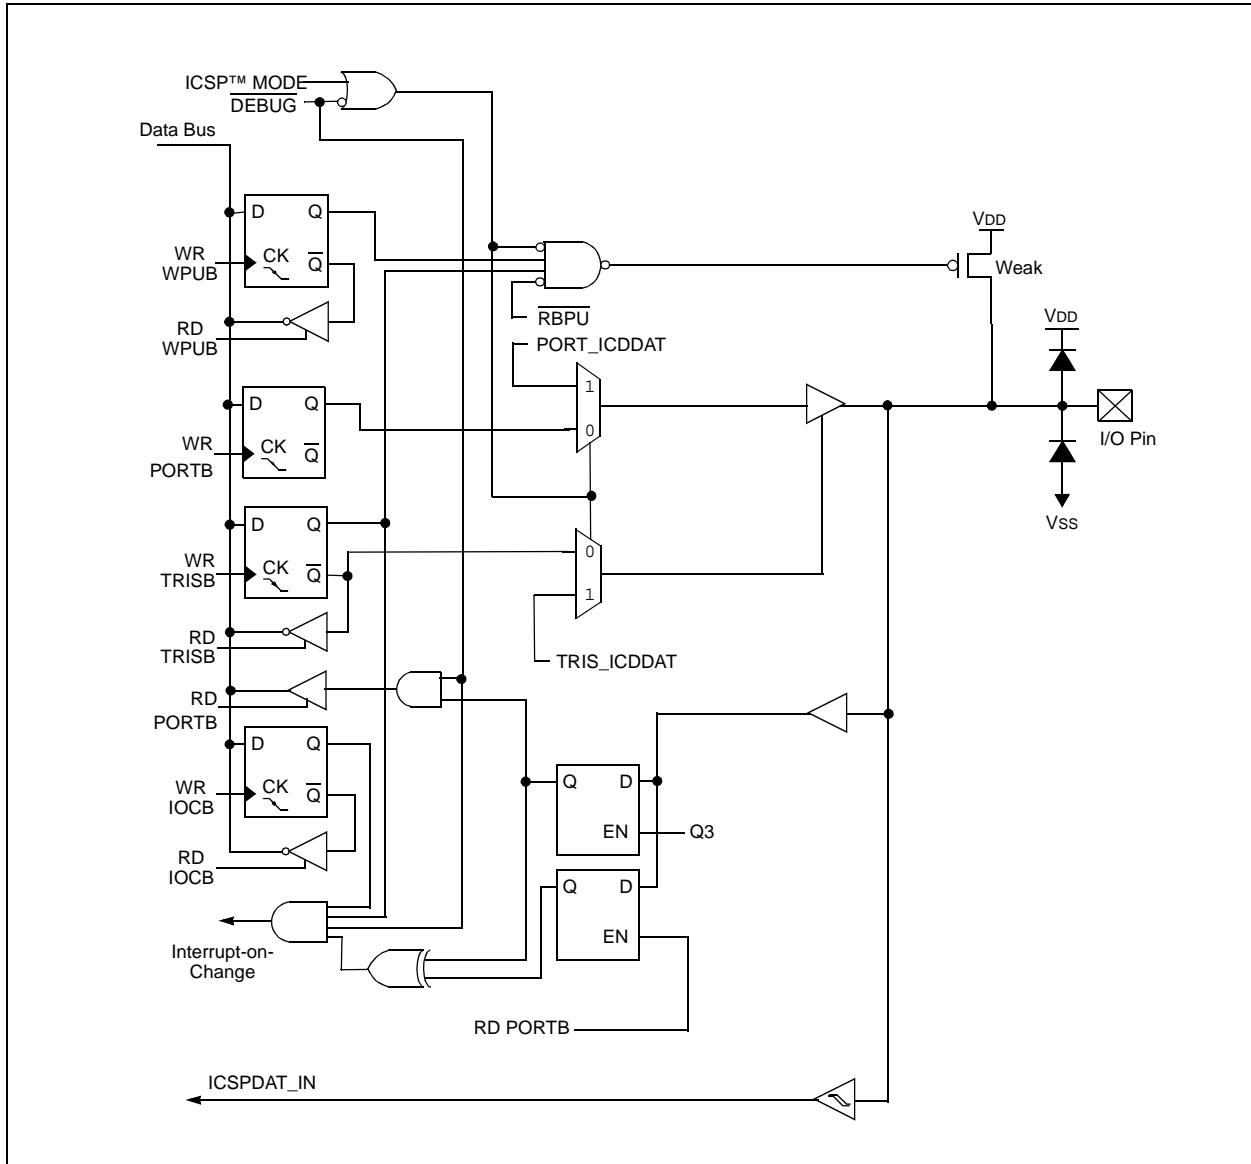 ICSP™ MODE
DEBUG
Data Bus
D Q
WR
WPUB
CK Q
RD
WPUB
VDD
Weak
RBPU
PORT_ICDDAT
1
0
VDD
I/O Pin
VSS
D Q
WR
PORTB
CK Q
D Q
WR
TRISB
CK Q
0
1
RD
TRISB
TRIS_ICDDAT
RD
PORTB
D Q
WR
IOCB
CK Q
RD
IOCB
Q D
EN
Q3
Q D
EN
Interrupt-on-
Change
RD PORTB
ICSPDAT_IN